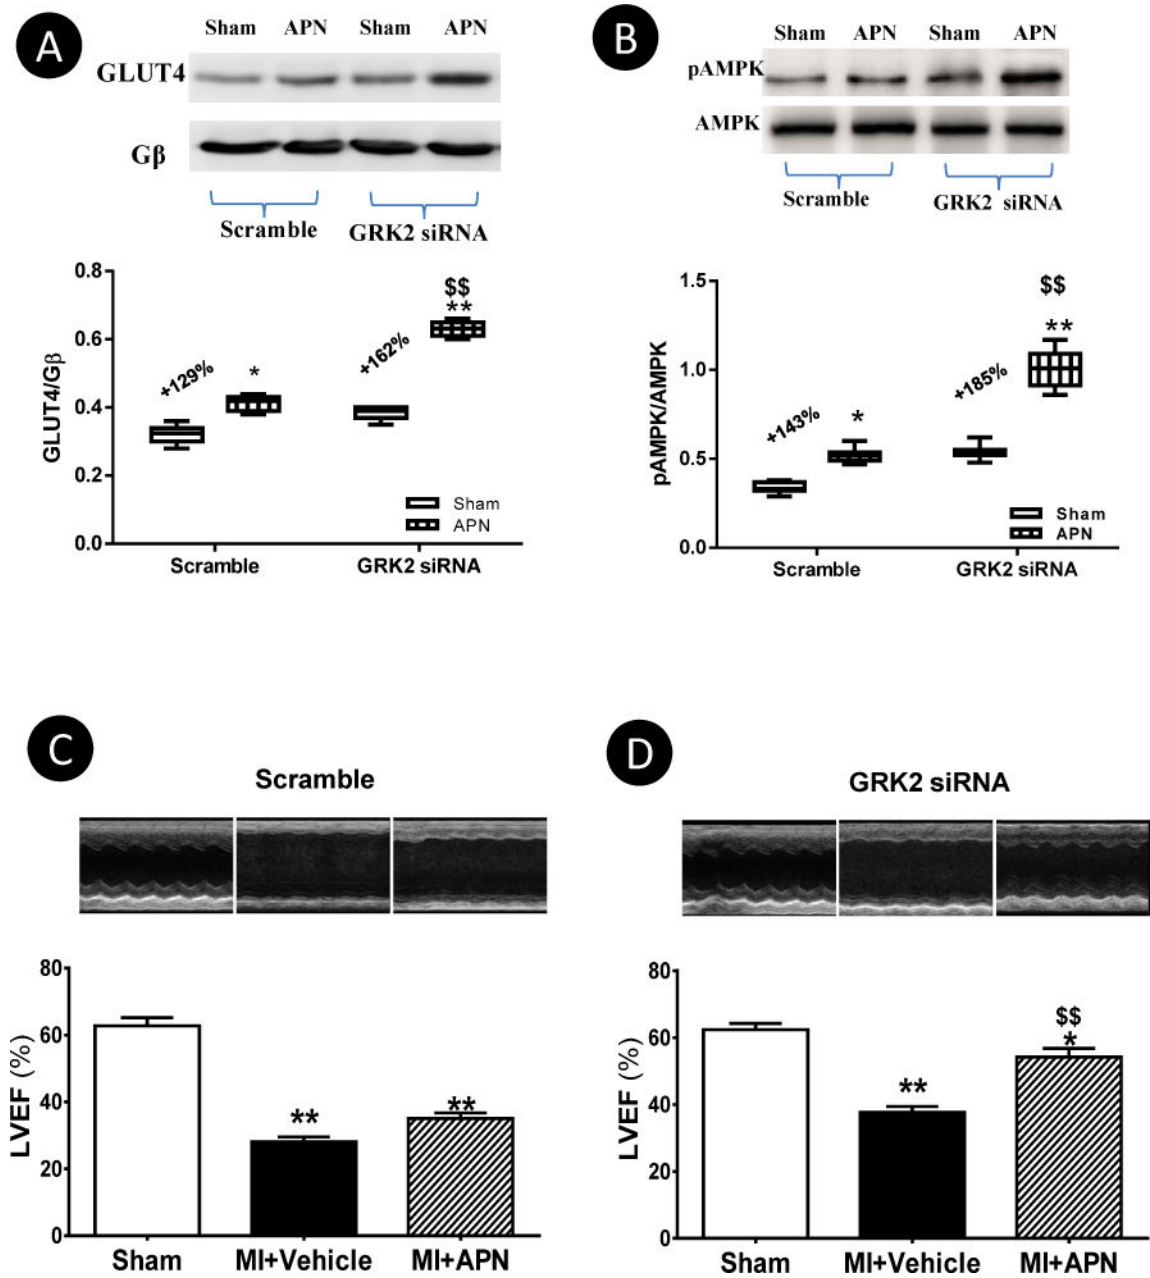 A
Sham APN Sham APN
GLUT4
Gβ
Scramble GRK2 siRNA
0.8
0.6
0.4
0.2
0.0
GLUT4/Gβ
+129%
*
+162%
$$
**
Sham
APN
Scramble GRK2 siRNA
B
Sham APN Sham APN
pAMPK
AMPK
Scramble GRK2 siRNA
1.5
1.0
0.5
0.0
pAMPK/AMPK
+143%
*
+185%
$$
**
Sham
APN
Scramble GRK2 siRNA
C
Scramble
80
60
40
20
0
LVEF (%)
**
**
Sham MI+Vehicle MI+APN
D
GRK2 siRNA
80
60
40
20
0
LVEF (%)
**
$$
*
Sham MI+Vehicle MI+APN